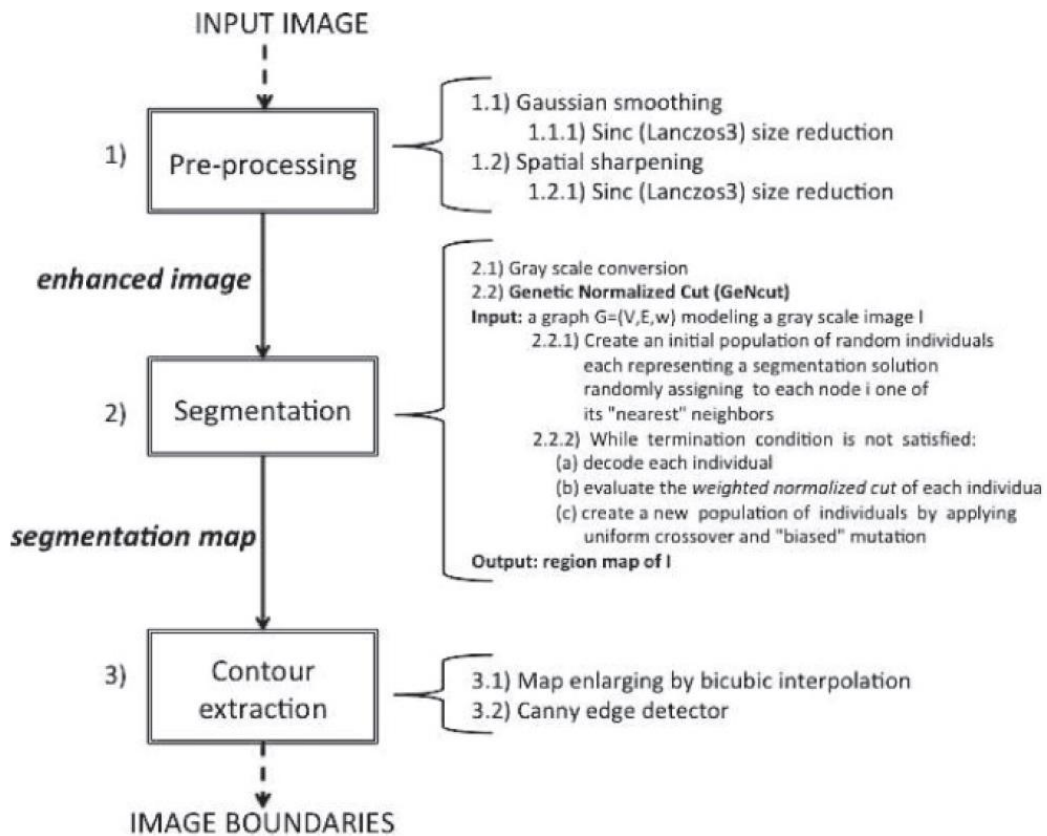 INPUT IMAGE
1)
Pre-processing
1.1) Gaussian smoothing
1.1.1) Sinc (Lanczos3) size reduction
1.2) Spatial sharpening
1.2.1) Sinc (Lanczos3) size reduction
enhanced image
2)
Segmentation
2.1) Gray scale conversion
2.2) Genetic Normalized Cut (GeNcut)
Input: a graph G=(V,E,w) modeling a gray scale image I
2.2.1) Create an initial population of random individuals
each representing a segmentation solution
randomly assigning to each node i one of
its "nearest" neighbors
2.2.2) While termination condition is not satisfied:
(a) decode each individual
(b) evaluate the weighted normalized cut of each individua
(c) create a new population of individuals by applying
uniform crossover and "biased" mutation
Output: region map of I
segmentation map
3)
Contour
extraction
3.1) Map enlarging by bicubic interpolation
3.2) Canny edge detector
IMAGE BOUNDARIES